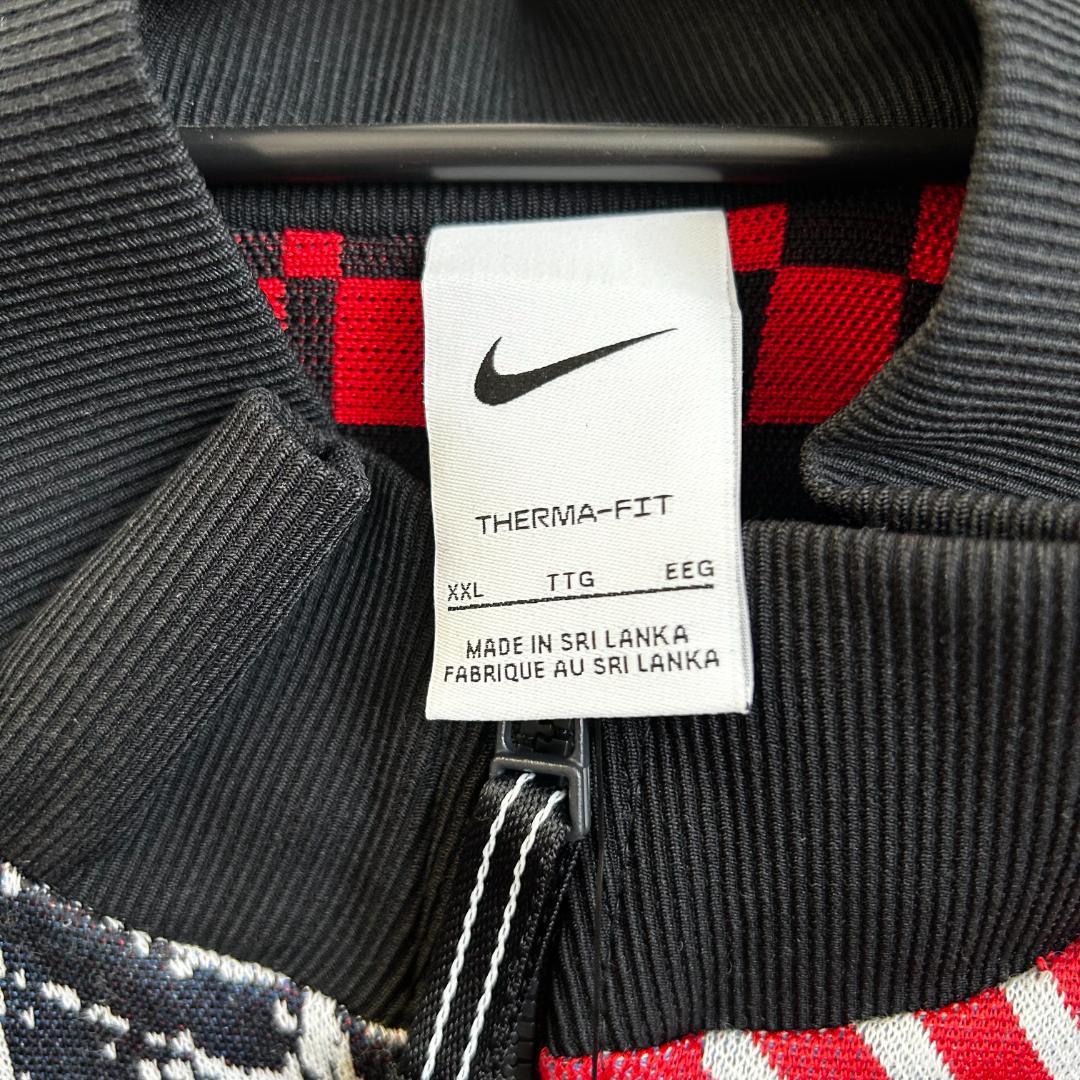 THERMA-FIT
XXL TTG EEG
MADE IN SRI LANKA
FABRIQUE AU SRI LANKA